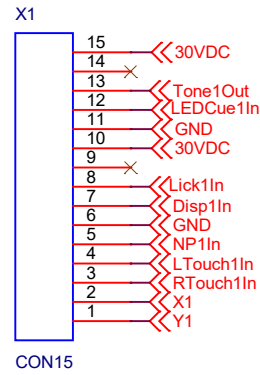 X1
15 30VDC
14
13 Tone1Out
12 LEDCue1In
11 GND
10 30VDC
9
8 Lick1In
7 Disp1In
6 GND
5 NP1In
4 LTouch1In
3 RTouch1In
2 X1
1 Y1
CON15